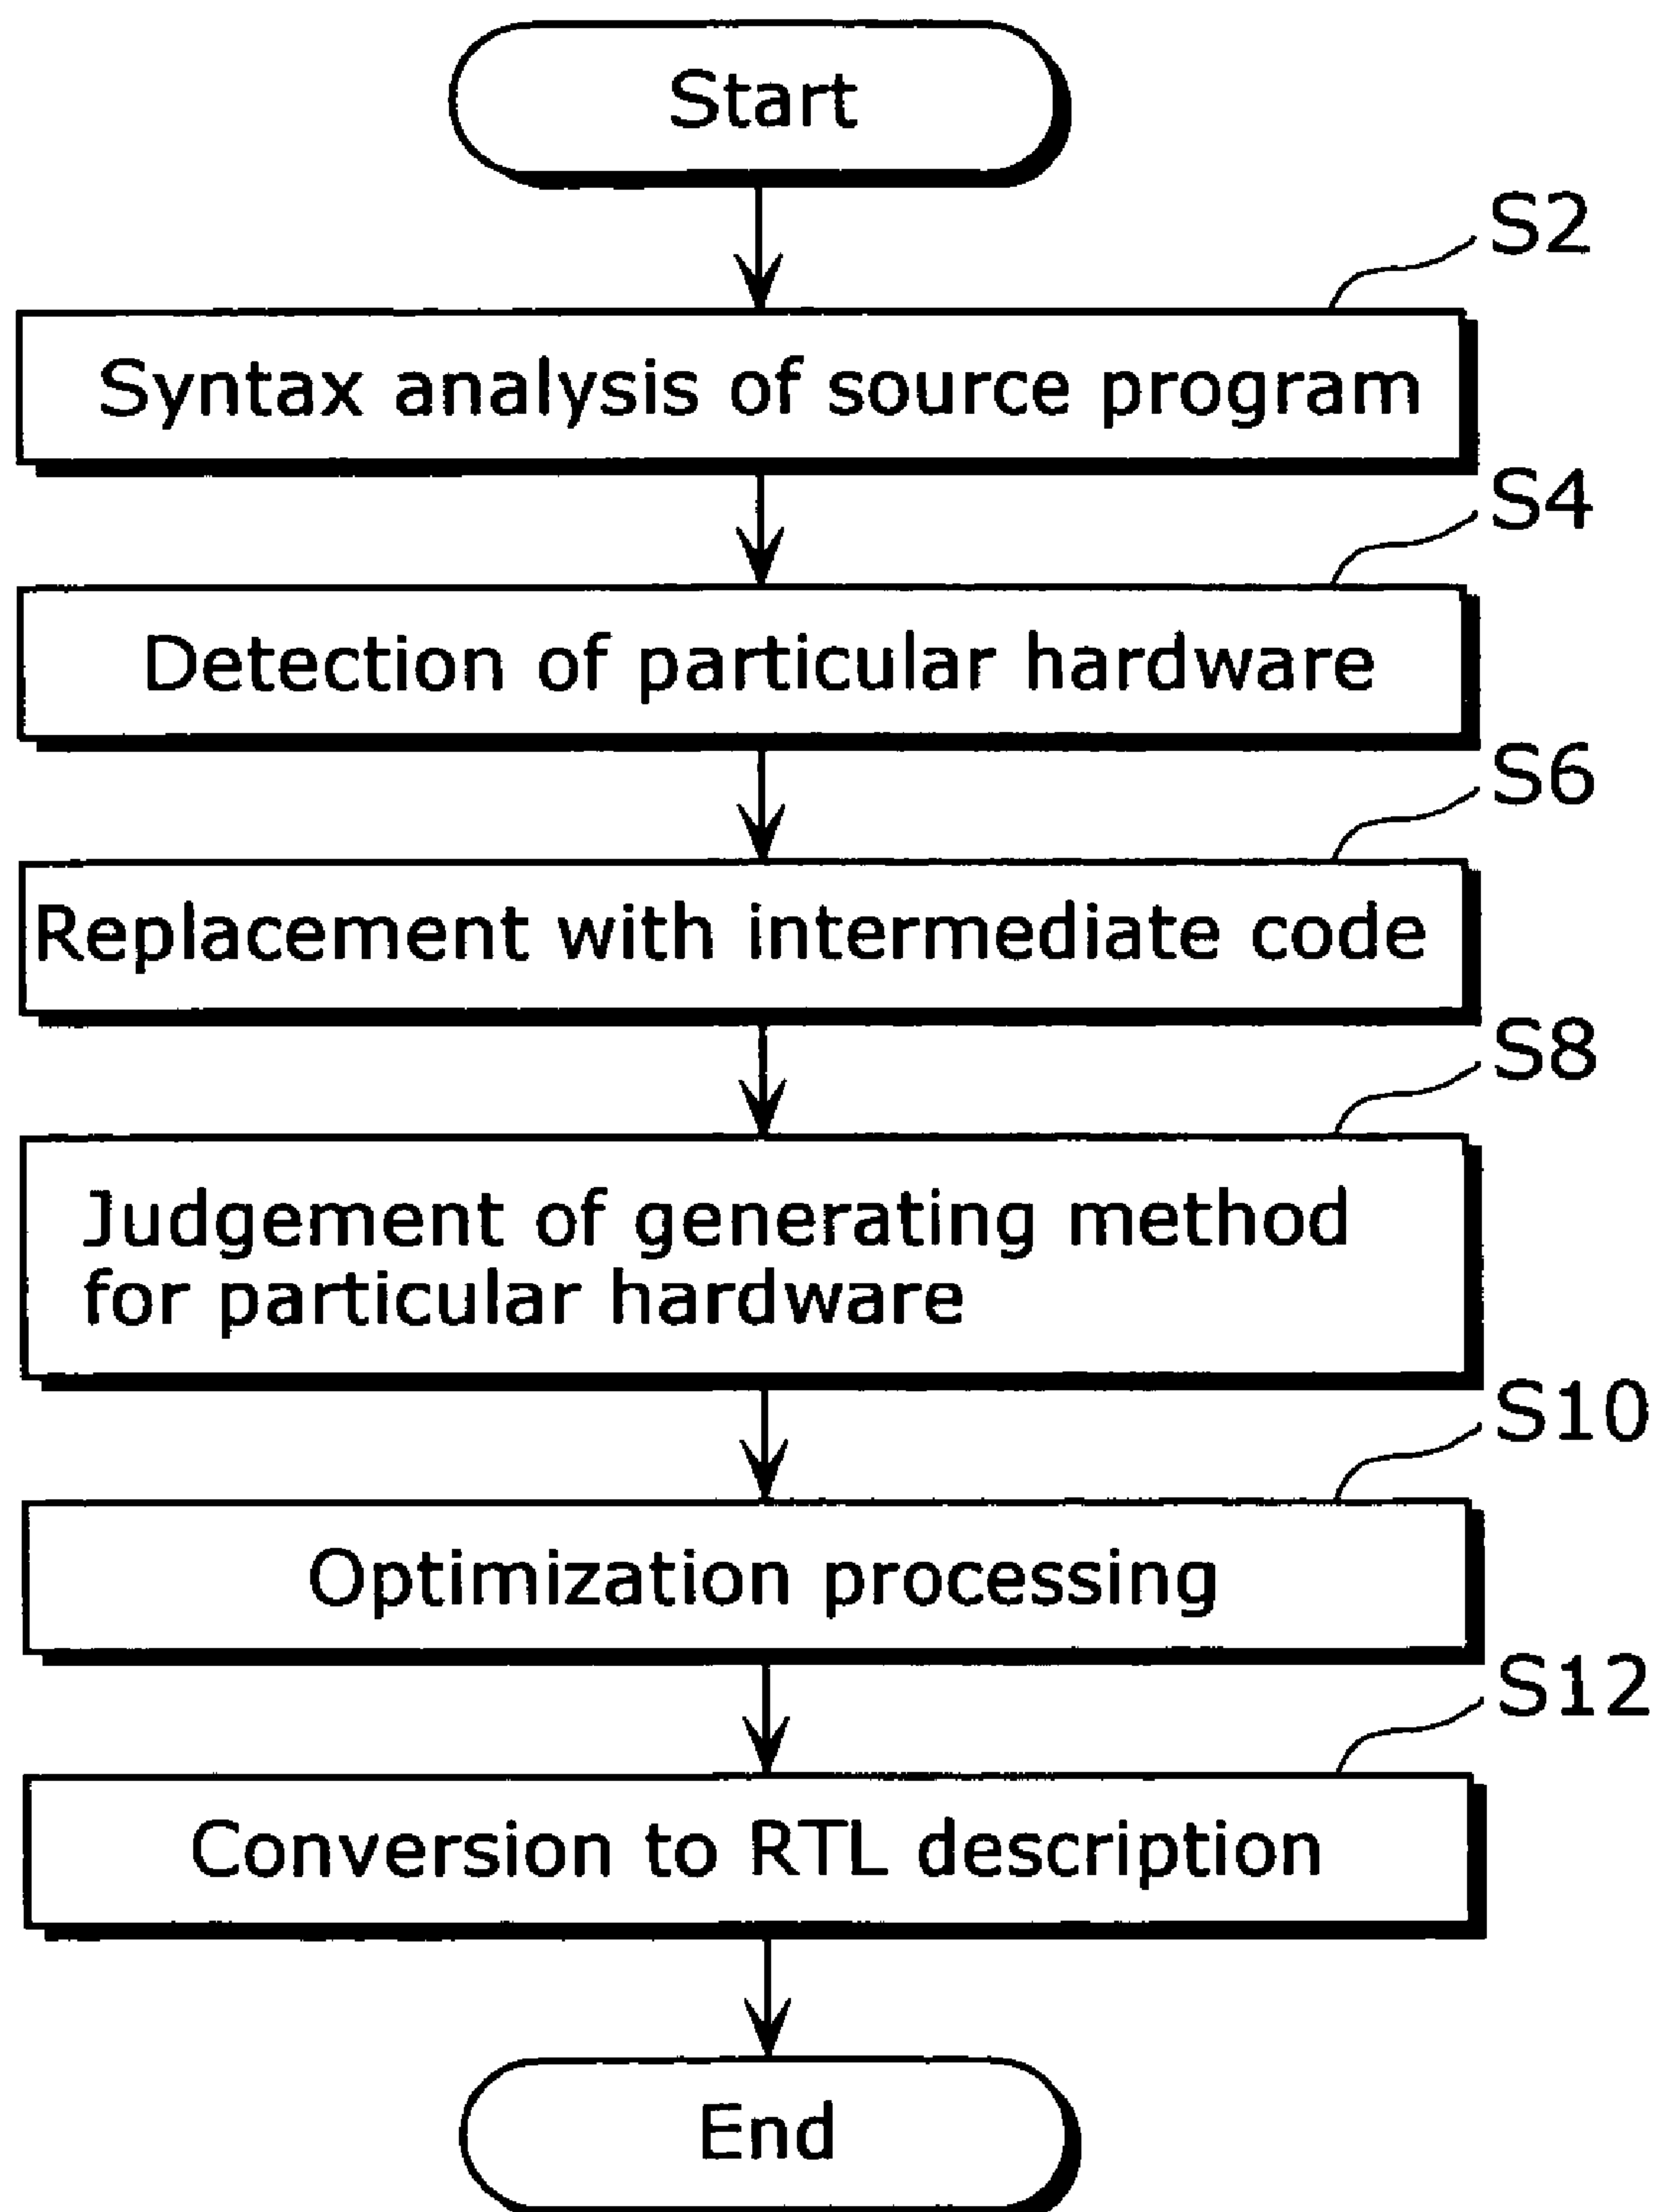 Start
S2
Syntax analysis of source program
S4
Detection of particular hardware
S6
Replacement with intermediate code
S8
Judgement of generating method
for particular hardware
S10
Optimization processing
S12
Conversion to RTL description
End